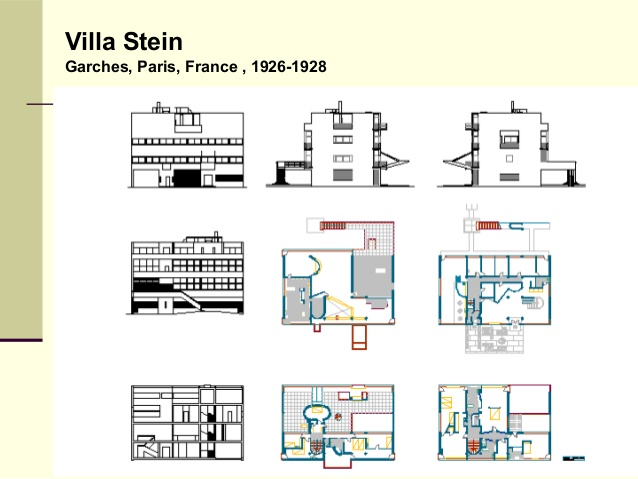 Villa Stein
Garches, Paris, France , 1926-1928